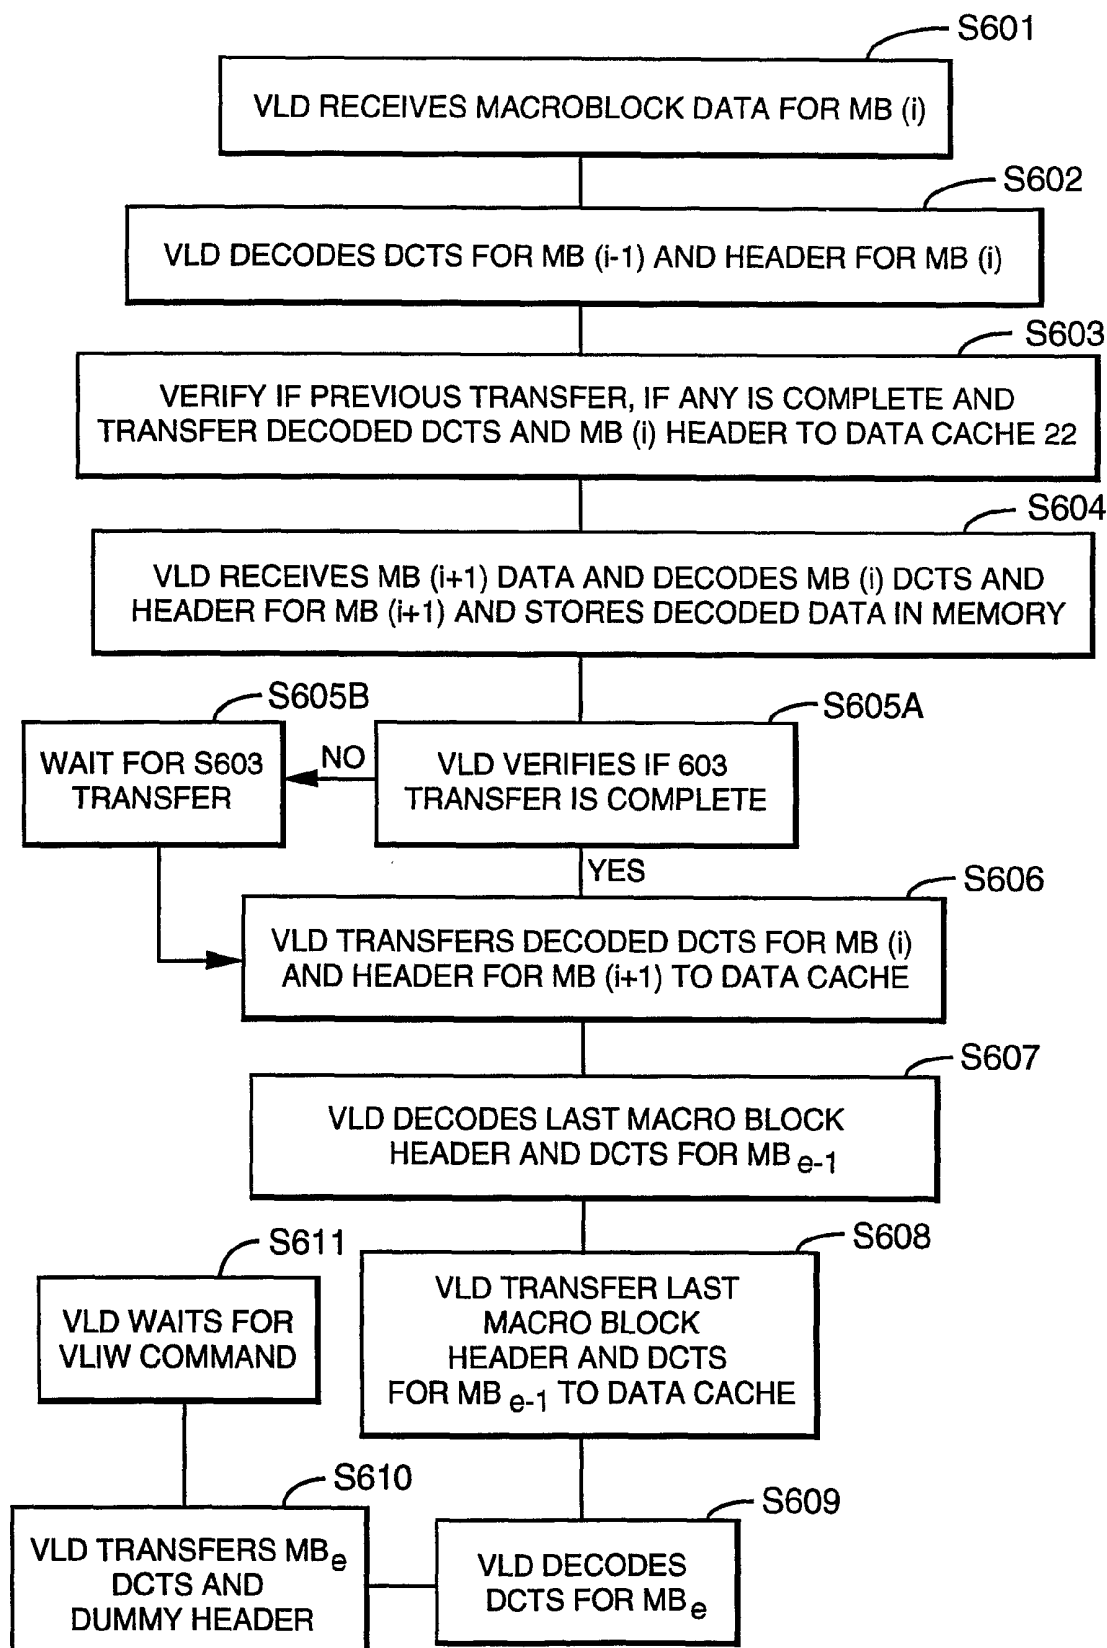 S601
VLD RECEIVES MACROBLOCK DATA FOR MB (i)
S602
VLD DECODES DCTS FOR MB (i-1) AND HEADER FOR MB (i)
S603
VERIFY IF PREVIOUS TRANSFER, IF ANY IS COMPLETE AND
TRANSFER DECODED DCTS AND MB (i) HEADER TO DATA CACHE 22
S604
VLD RECEIVES MB (i+1) DATA AND DECODES MB (i) DCTS AND
HEADER FOR MB (i+1) AND STORES DECODED DATA IN MEMORY
S605B
WAIT FOR S603
TRANSFER
NO
S605A
VLD VERIFIES IF 603
TRANSFER IS COMPLETE
YES
S606
VLD TRANSFERS DECODED DCTS FOR MB (i)
AND HEADER FOR MB (i+1) TO DATA CACHE
S607
VLD DECODES LAST MACRO BLOCK
HEADER AND DCTS FOR MB e-1
S608
VLD TRANSFER LAST
MACRO BLOCK
HEADER AND DCTS
FOR MB e-1 TO DATA CACHE
S611
VLD WAITS FOR
VLIW COMMAND
S610
VLD TRANSFERS MBe
DCTS AND
DUMMY HEADER
S609
VLD DECODES
DCTS FOR MBe